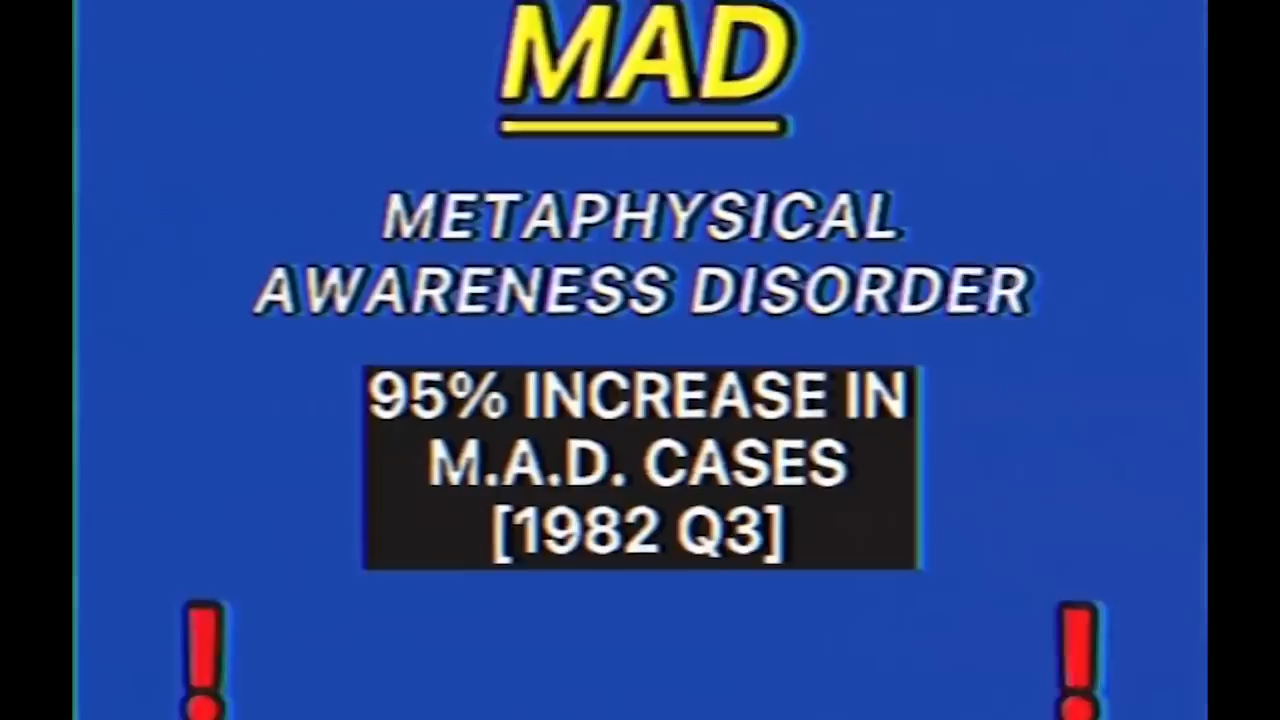 MAD
METAPHYSICAL
AWARENESS DISORDER
95% INCREASE IN
M.A.D. CASES
[1982 Q3]
! !